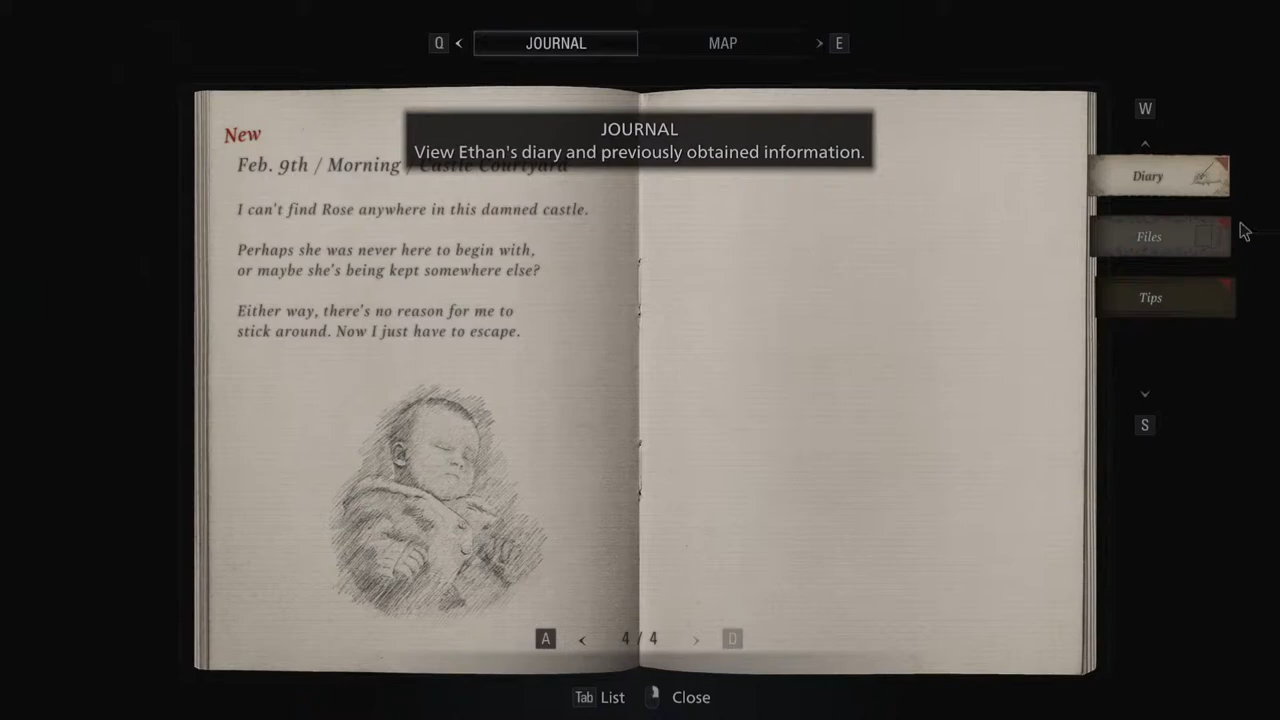 Q < JOURNAL MAP > E
JOURNAL
View Ethan's diary and previously obtained information.
New
Feb. 9th / Morning / Castle Courtyard
I can't find Rose anywhere in this damned castle.
Perhaps she was never here to begin with,
or maybe she's being kept somewhere else?
Either way, there's no reason for me to
stick around. Now I just have to escape.
W
Diary
Files
Tips
S
A < 4 / 4 > D
Tab List Close